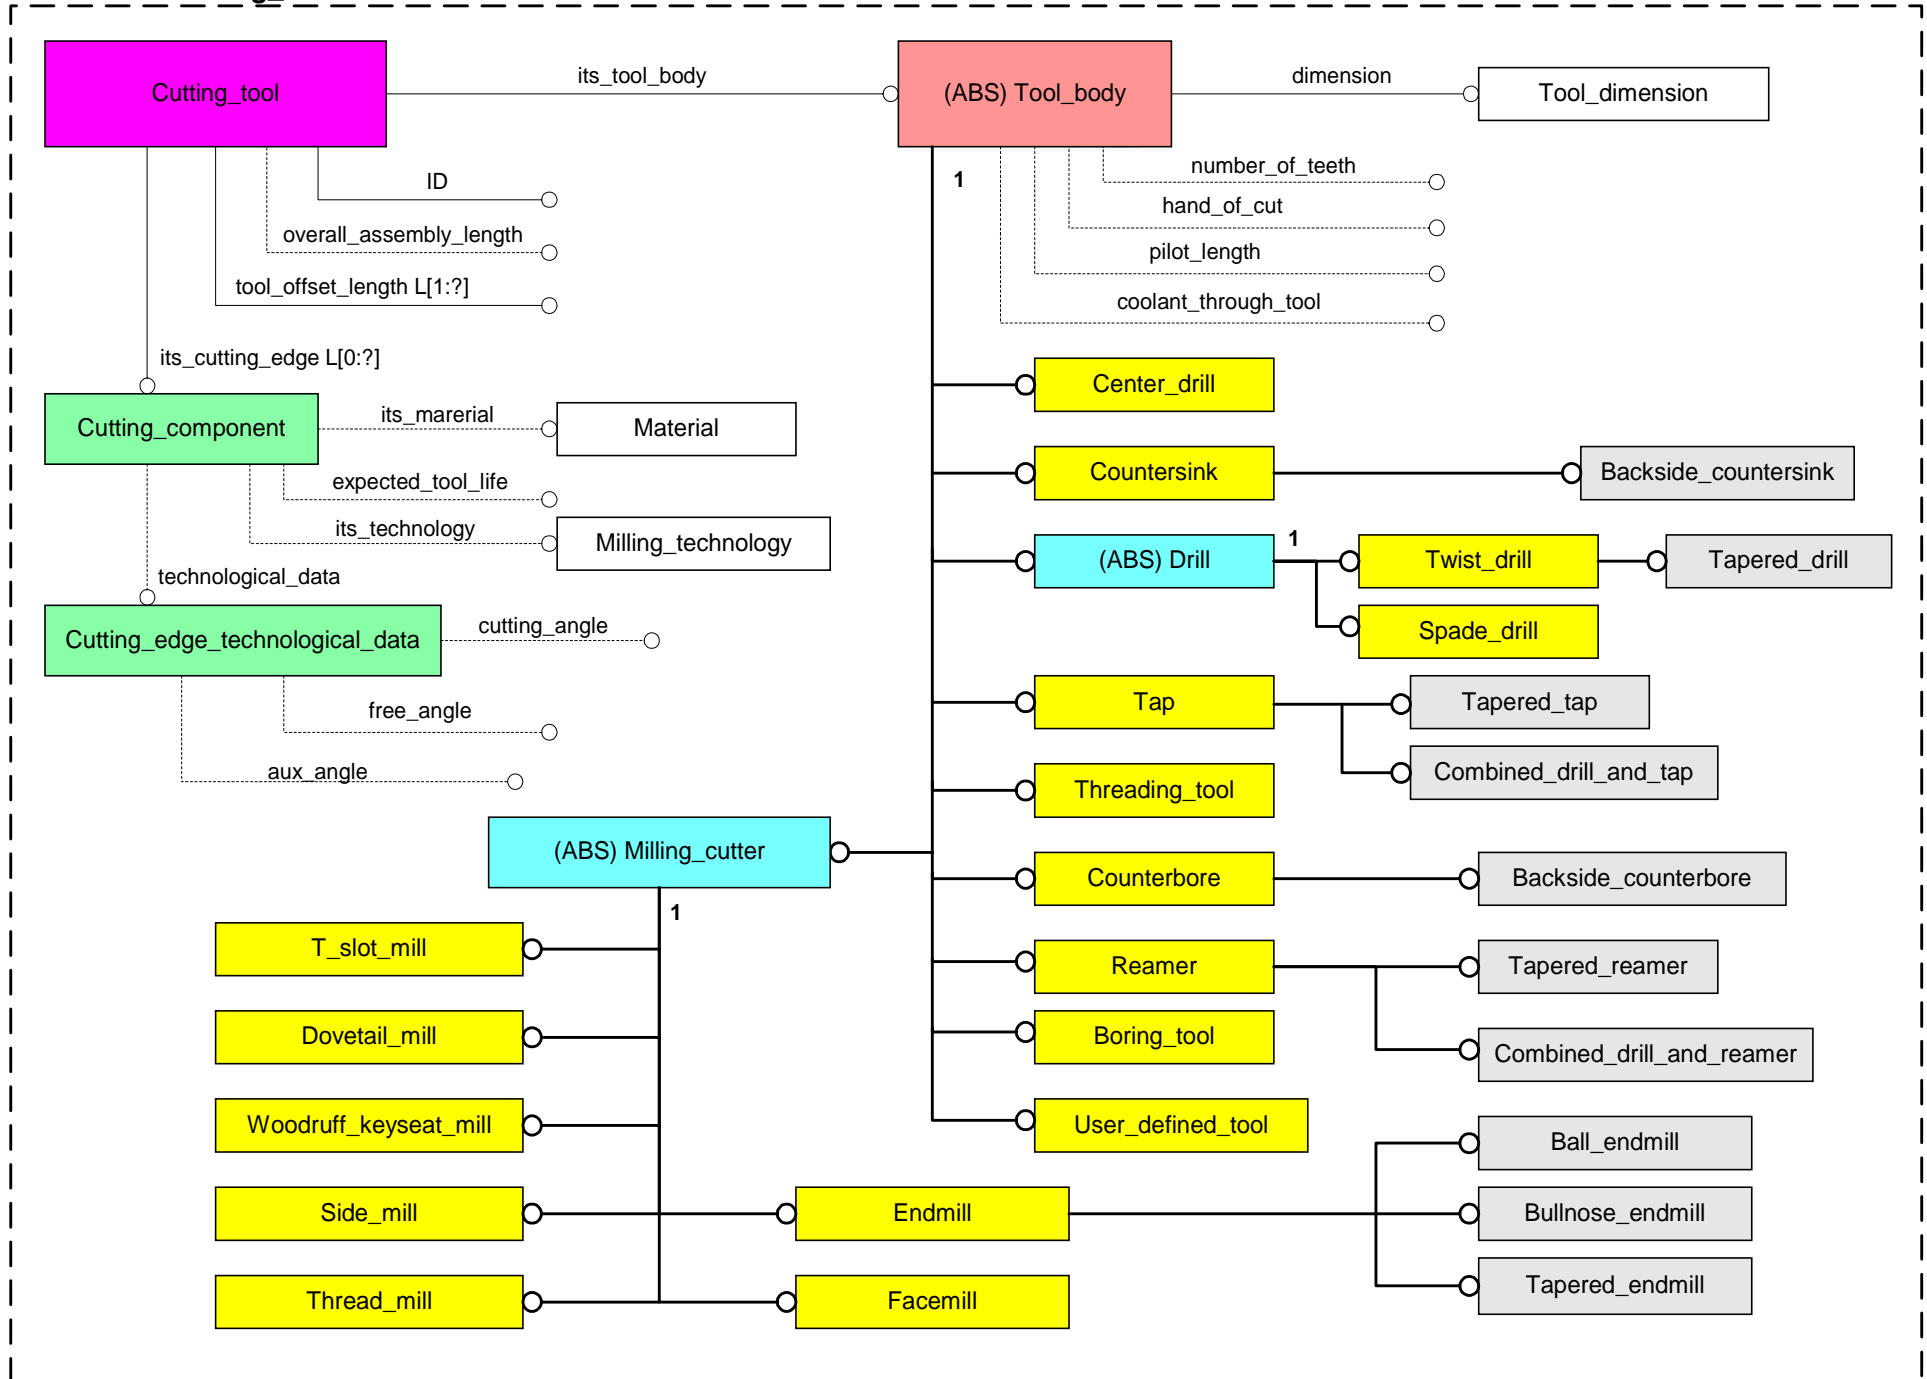 Cutting_tool
its_tool_body
(ABS) Tool_body
dimension
Tool_dimension
number_of_teeth
1
ID
hand_of_cut
overall_assembly_length
pilot_length
tool_offset_length L[1:?]
coolant_through_tool
its_cutting_edge L[0:?]
Center_drill
Cutting_component
its_marerial
Material
Countersink
Backside_countersink
expected_tool_life
its_technology
Milling_technology
1
(ABS) Drill
Twist_drill
Tapered_drill
technological_data
Cutting_edge_technological_data
cutting_angle
Spade_drill
free_angle
Tap
Tapered_tap
aux_angle
Combined_drill_and_tap
Threading_tool
(ABS) Milling_cutter
Counterbore
Backside_counterbore
1
T_slot_mill
Reamer
Tapered_reamer
Dovetail_mill
Boring_tool
Combined_drill_and_reamer
Woodruff_keyseat_mill
User_defined_tool
Ball_endmill
Side_mill
Endmill
Bullnose_endmill
Thread_mill
Facemill
Tapered_endmill